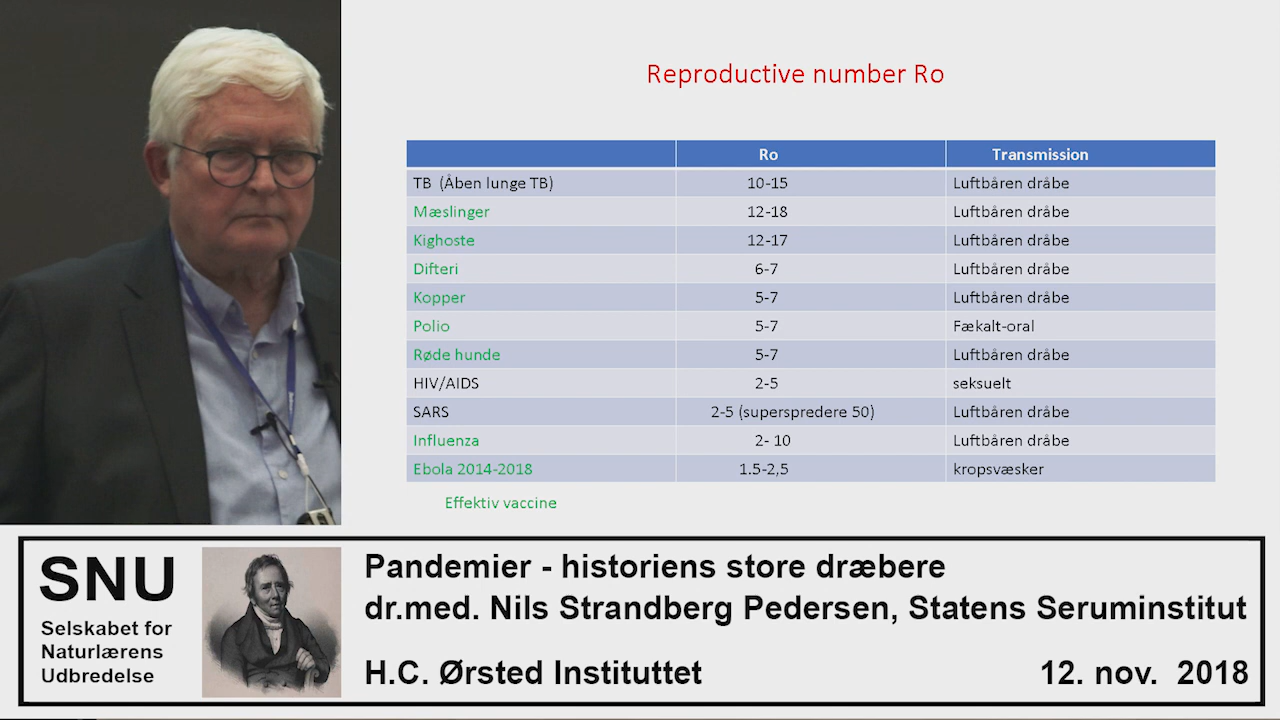 Reproductive number Ro
Ro Transmission
TB (Åben lunge TB) 10-15 Luftbåren dråbe
Mæslinger 12-18 Luftbåren dråbe
Kighoste 12-17 Luftbåren dråbe
Difteri 6-7 Luftbåren dråbe
Kopper 5-7 Luftbåren dråbe
Polio 5-7 Fækalt-oral
Røde hunde 5-7 Luftbåren dråbe
HIV/AIDS 2-5 seksuelt
SARS 2-5 (superspredere 50) Luftbåren dråbe
Influenza 2- 10 Luftbåren dråbe
Ebola 2014-2018 1.5-2,5 kropsvæsker
Effektiv vaccine
SNU
Selskabet for
Naturlærens
Udbredelse
Pandemier - historiens store dræbere
dr.med. Nils Strandberg Pedersen, Statens Seruminstitut
H.C. Ørsted Instituttet 12. nov. 2018